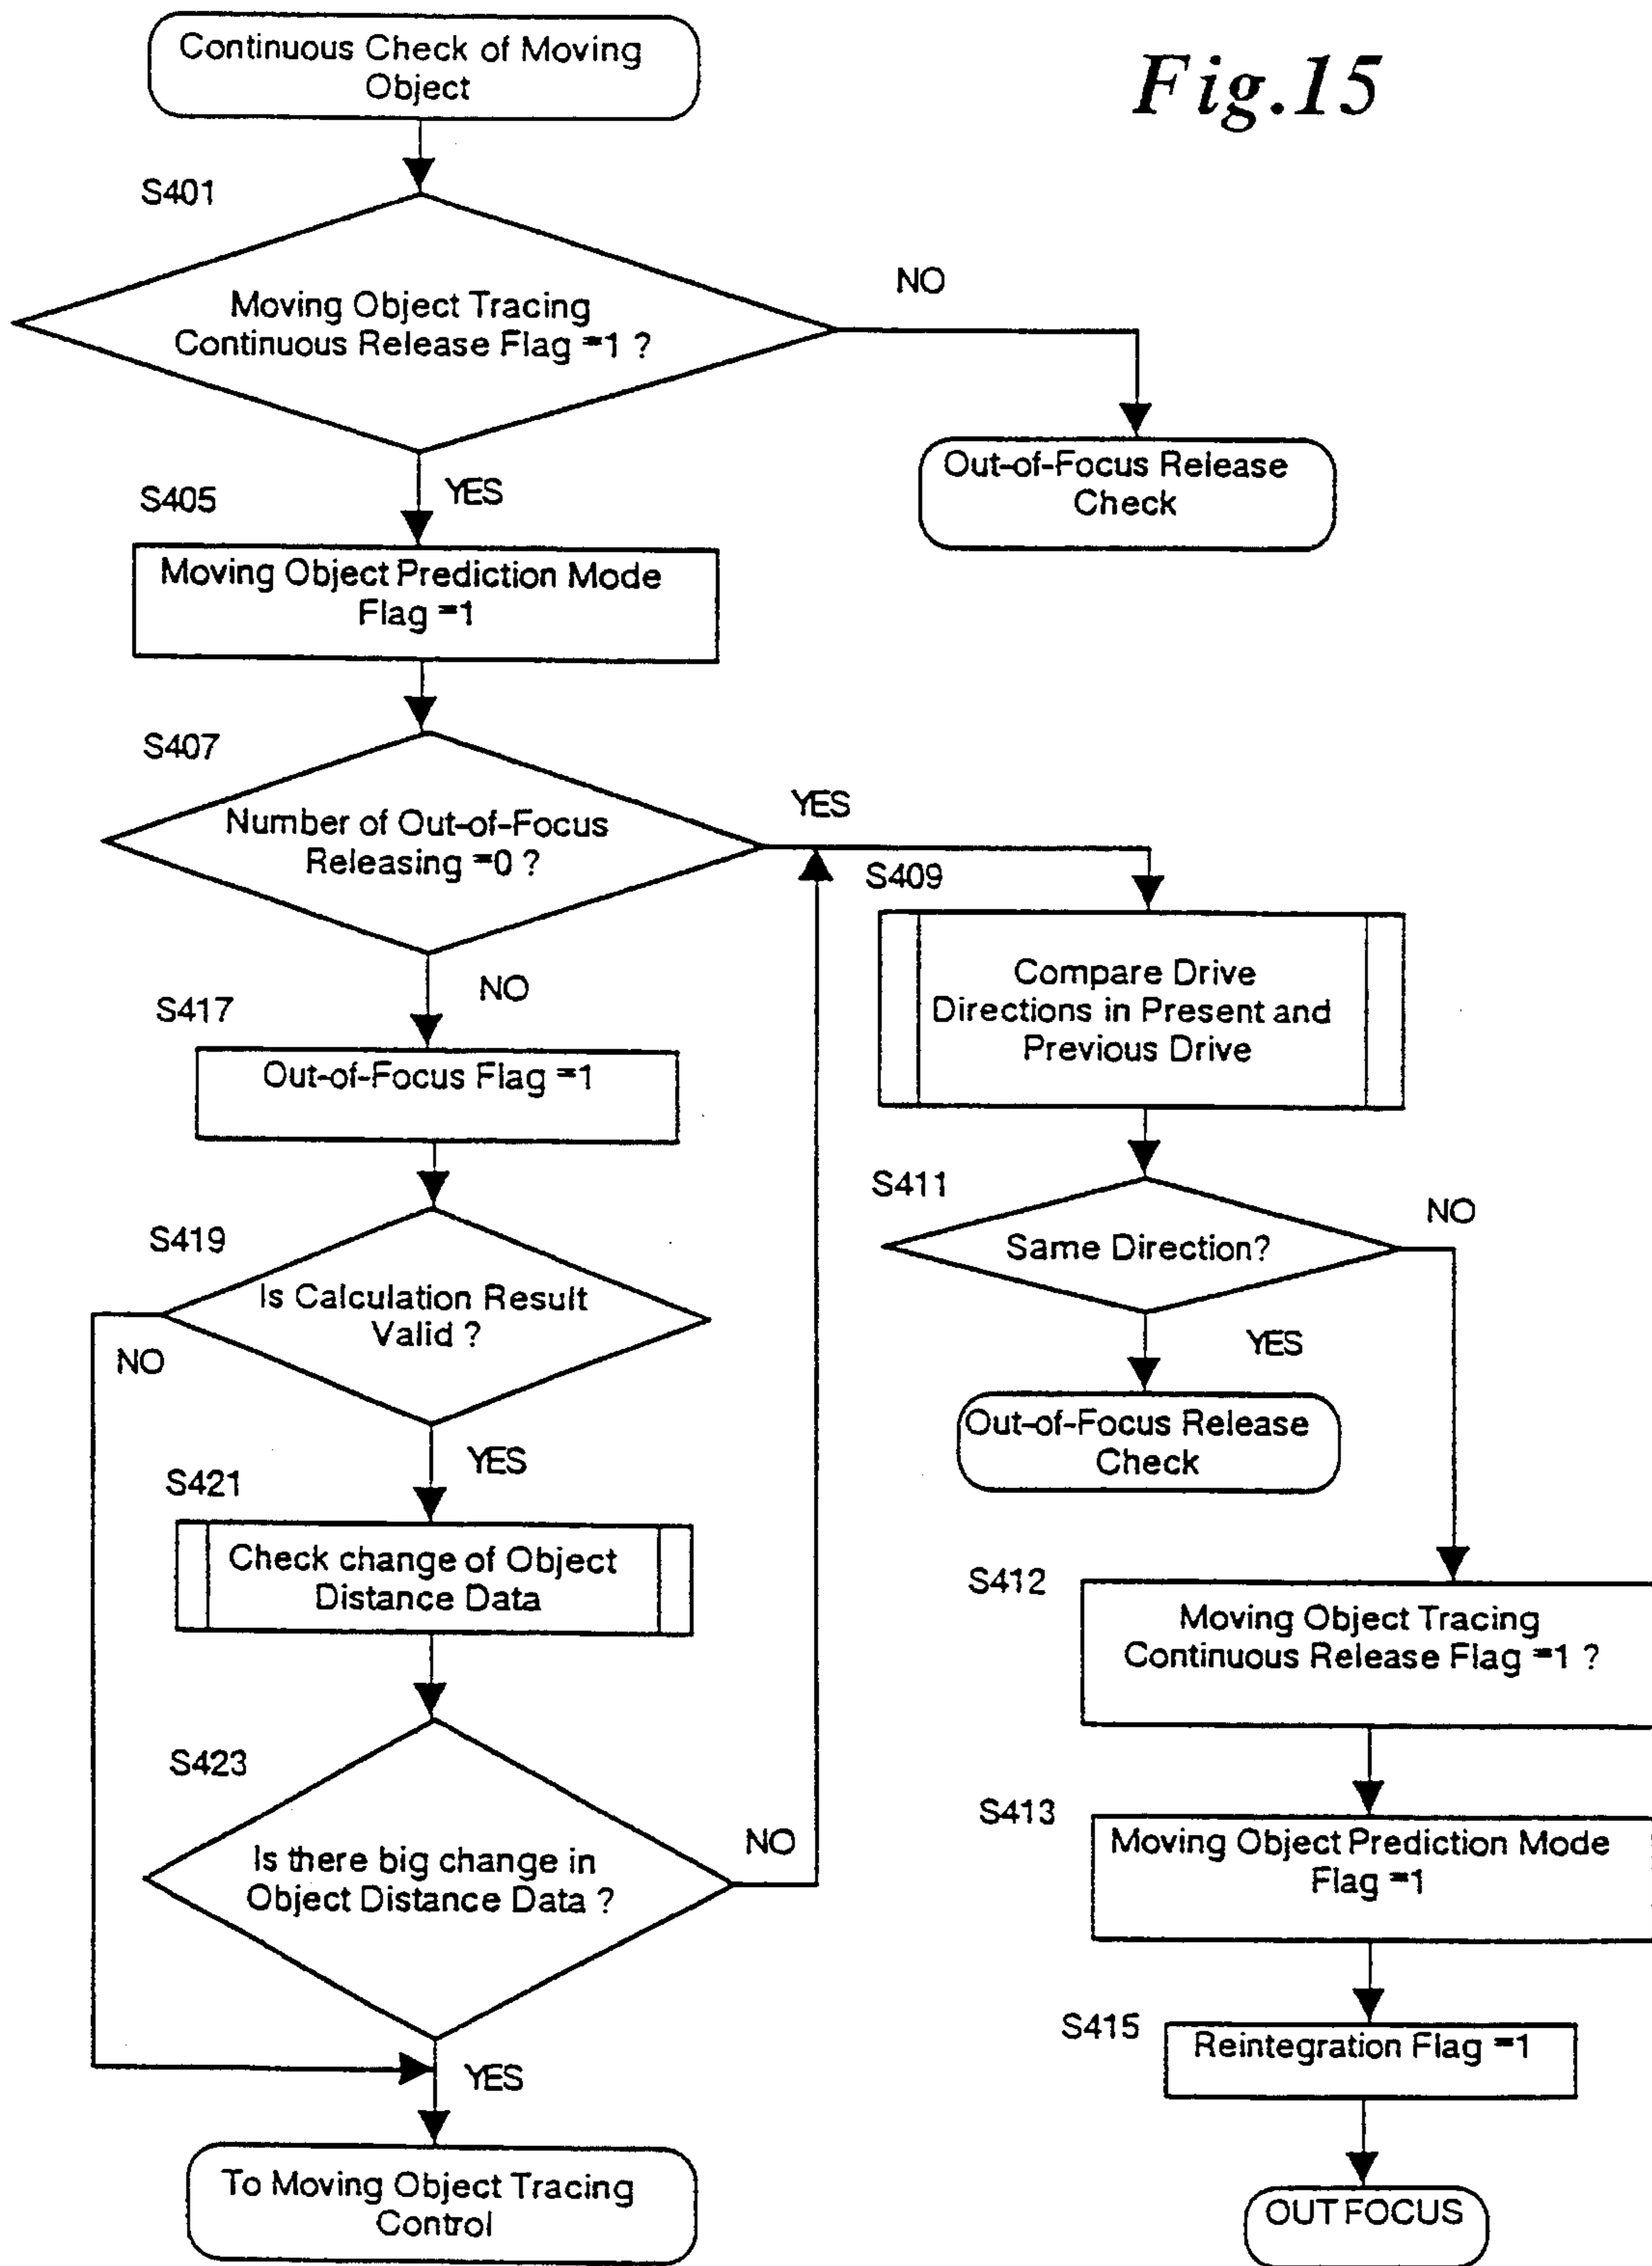 Continuous Check of Moving
Object
Fig.15
S401
Moving Object Tracing
Continuous Release Flag =1 ?
NO
Out-of-Focus Release
Check
YES
S405
Moving Object Prediction Mode
Flag =1
S407
Number of Out-of-Focus
Releasing =0 ?
YES
S409
Compare Drive
Directions in Present and
Previous Drive
NO
S417
Out-of-Focus Flag =1
S411
Same Direction?
NO
YES
Out-of-Focus Release
Check
S419
Is Calculation Result
Valid ?
NO
YES
S421
Check change of Object
Distance Data
S412
Moving Object Tracing
Continuous Release Flag =1 ?
S423
Is there big change in
Object Distance Data ?
NO
S413
Moving Object Prediction Mode
Flag =1
S415
Reintegration Flag =1
YES
To Moving Object Tracing
Control
OUT FOCUS